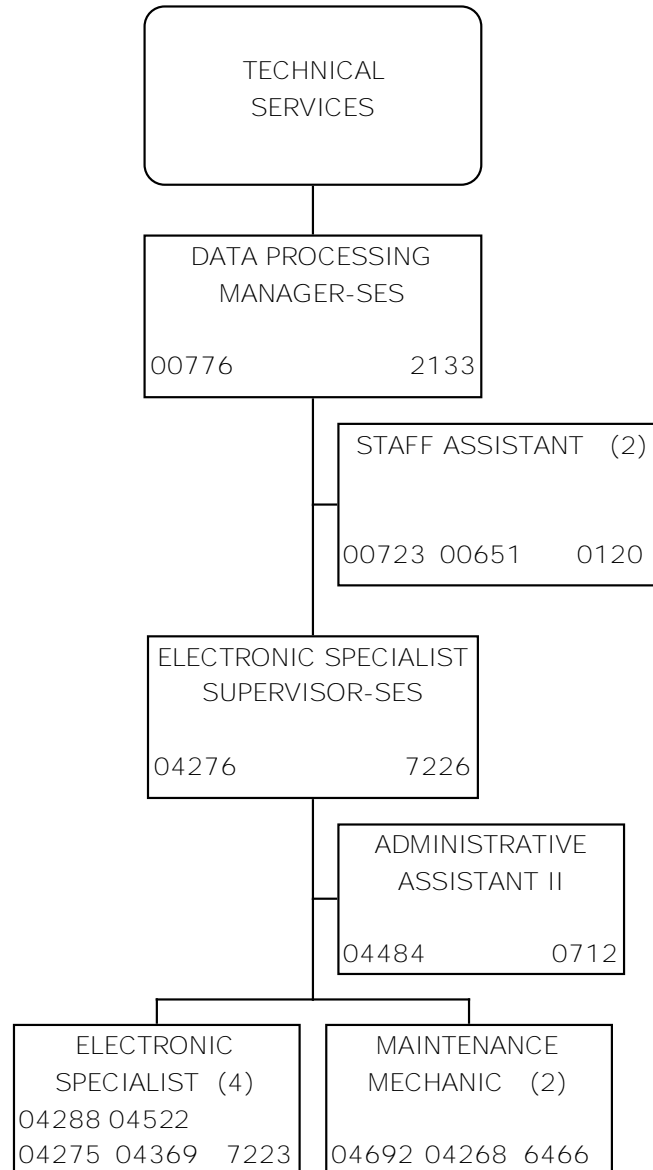 TECHNICAL
SERVICES
DATA PROCESSING
MANAGER-SES
00776 2133
STAFF ASSISTANT (2)
00723 00651 0120
ELECTRONIC SPECIALIST
SUPERVISOR-SES
04276 7226
ADMINISTRATIVE
ASSISTANT II
04484 0712
ELECTRONIC
SPECIALIST (4)
04288 04522
04275 04369 7223
MAINTENANCE
MECHANIC (2)
04692 04268 6466